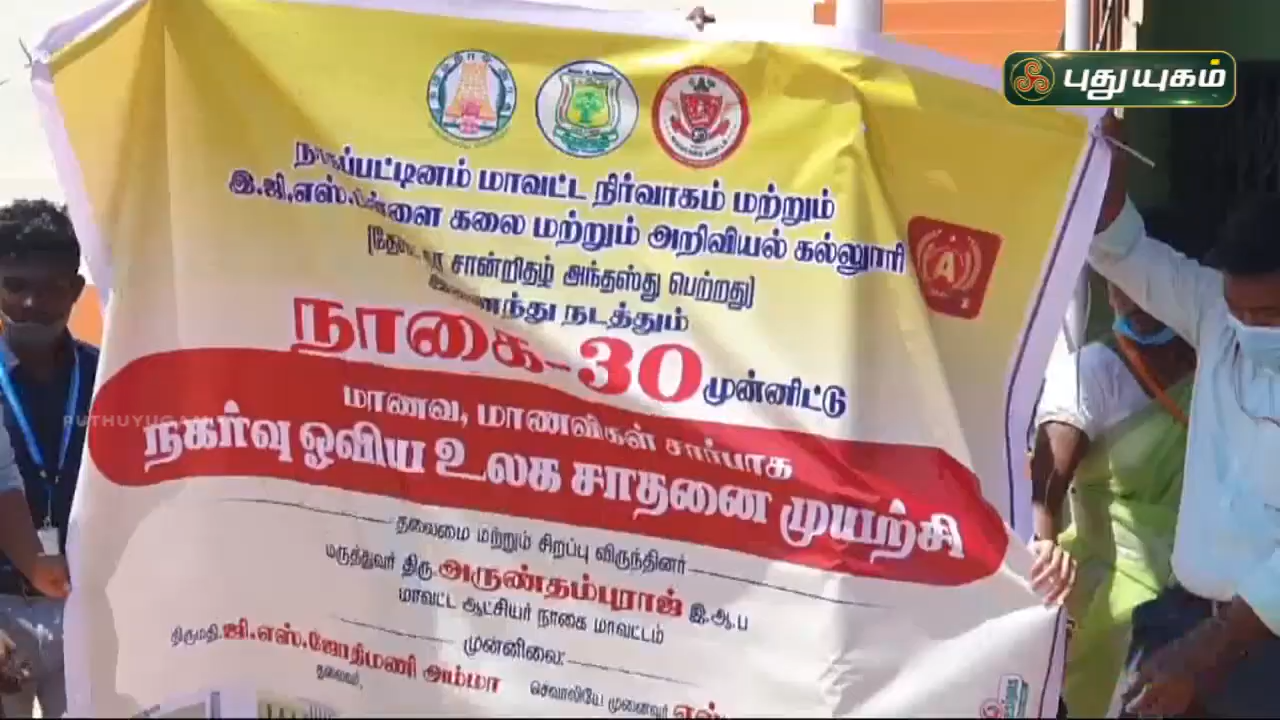 புதுயுகம்
நாகப்பட்டினம் மாவட்ட நிர்வாகம் மற்றும்
இ.ஜி.எஸ்.பிள்ளை கலை மற்றும் அறிவியல் கல்லூரி
A
சான்றிதழ் அந்தஸ்து பெற்றது)
இணைந்து நடத்தும்
நாகை-30 முன்னிட்டு
மாணவ, மாணவிகள் சார்பாக
PUTHUYUGAM
நகர்வு ஓவிய உலக சாதனை முயற்சி
தலைமை மற்றும் சிறப்பு விருந்தினர்
மருத்துவர் திரு.அருண்தம்புராஜ் இ.ஆ.ப
மாவட்ட ஆட்சியர் நாகை மாவட்டம்
முன்னிலை:
திருமதி.ஜி.எஸ்.ஜோதிமணி அம்மா
தலைவர்,
செவாலியே முனைவர்